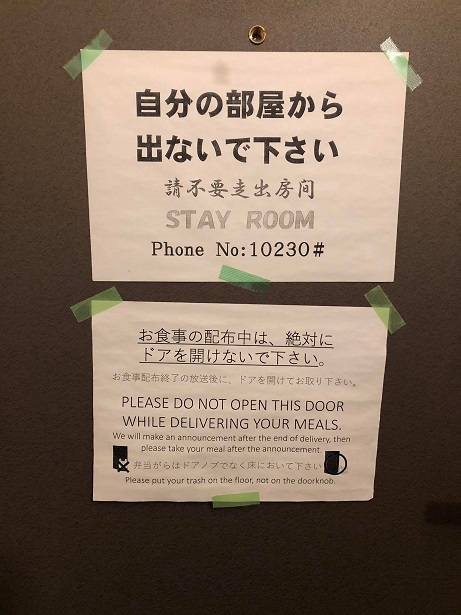 自分の部屋から
出ないで下さい
請不要走出房间
STAY ROOM
Phone No:10230#
お食事の配布中は、絶対に
ドアを開けないで下さい。
お食事配布終了の放送後に、ドアを開けてお取り下さい。
PLEASE DO NOT OPEN THIS DOOR
WHILE DELIVERING YOUR MEALS.
We will make an announcement after the end of delivery, then
please take your meal after the announcement.
弁当がらはドアノブでなく床において下さい
Please put your trash on the floor, not on the doorknob.